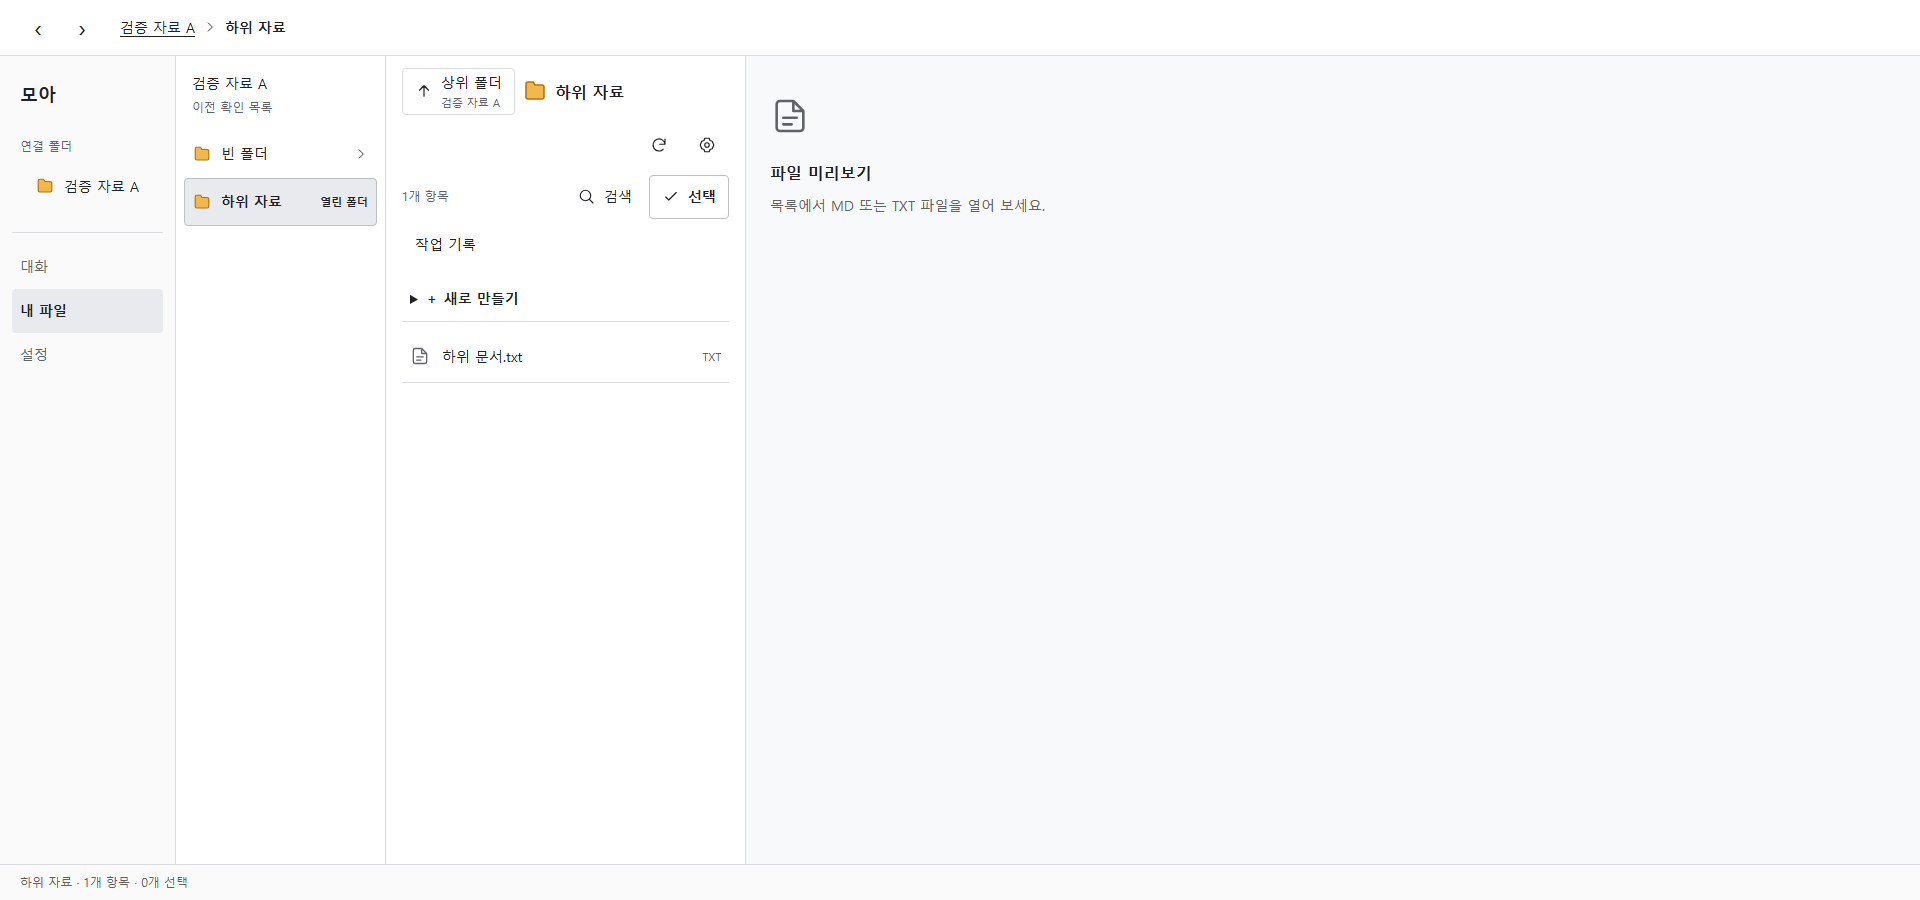 검증 자료 A > 하위 자료
모아
연결 폴더
검증 자료 A
대화
내 파일
설정
검증 자료 A
이전 확인 목록
빈 폴더
하위 자료 열린 폴더
상위 폴더
검증 자료 A
하위 자료
1개 항목 검색 선택
작업 기록
+ 새로 만들기
하위 문서.txt TXT
파일 미리보기
목록에서 MD 또는 TXT 파일을 열어 보세요.
하위 자료 · 1개 항목 · 0개 선택